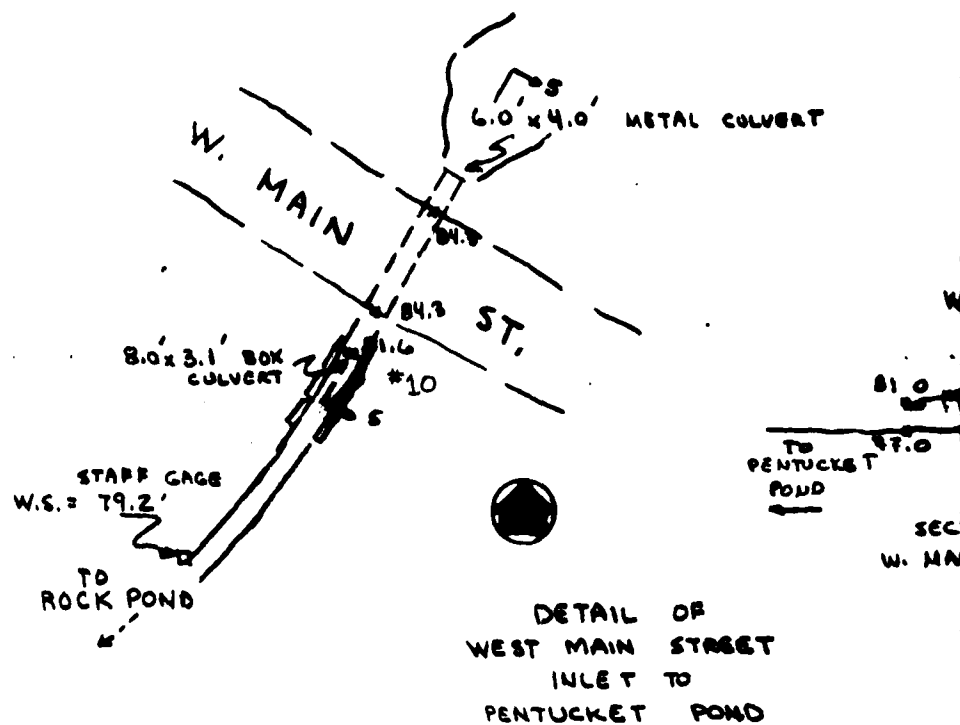 S
6.0' x 4.0' METAL CULVERT
W. MAIN ST.
84.3
8.0' x 3.1' BOX
CULVERT
#10
S
STAFF GAGE
W.S. = 79.2'
TO
ROCK POND
81.0
TO
PENTUCKET
POND
77.0
W. MA
DETAIL OF
WEST MAIN STREET
INLET TO
PENTUCKET POND